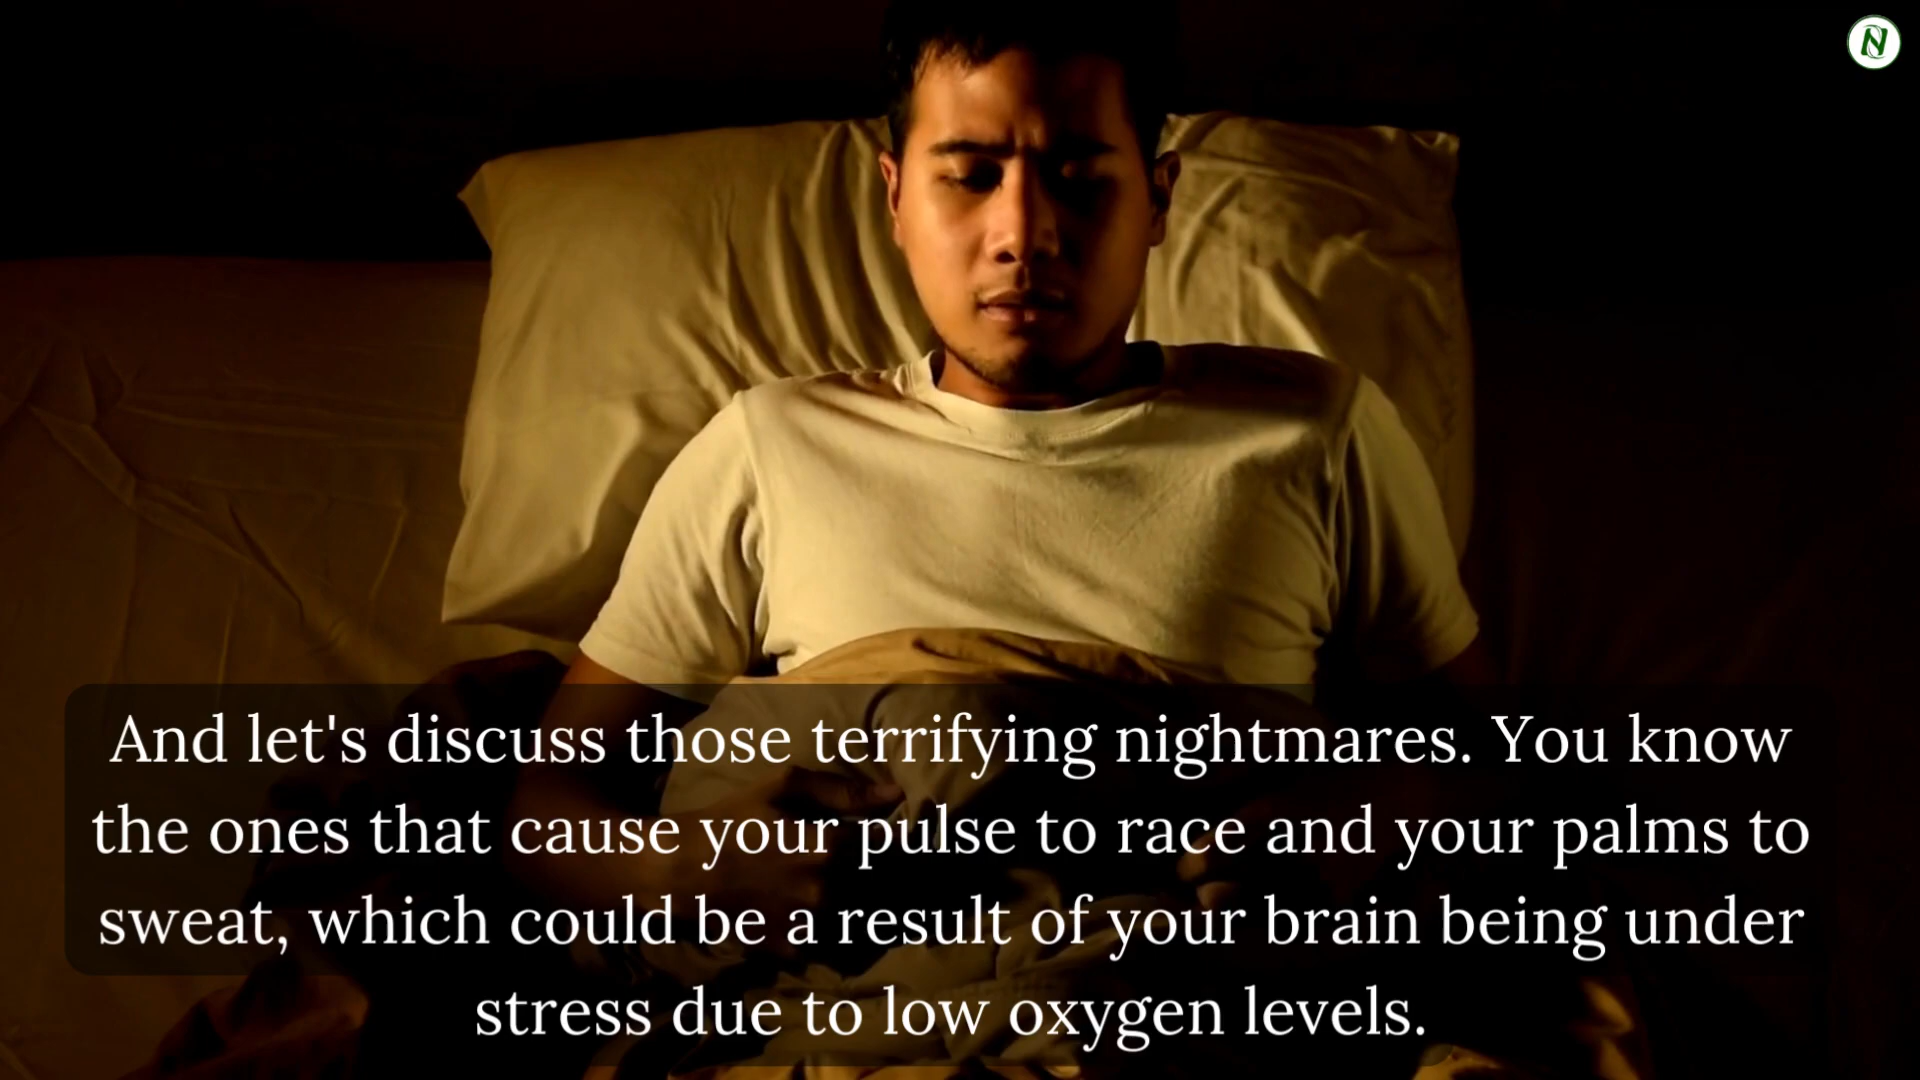 N
And let's discuss those terrifying nightmares. You know
the ones that cause your pulse to race and your palms to
sweat, which could be a result of your brain being under
stress due to low oxygen levels.